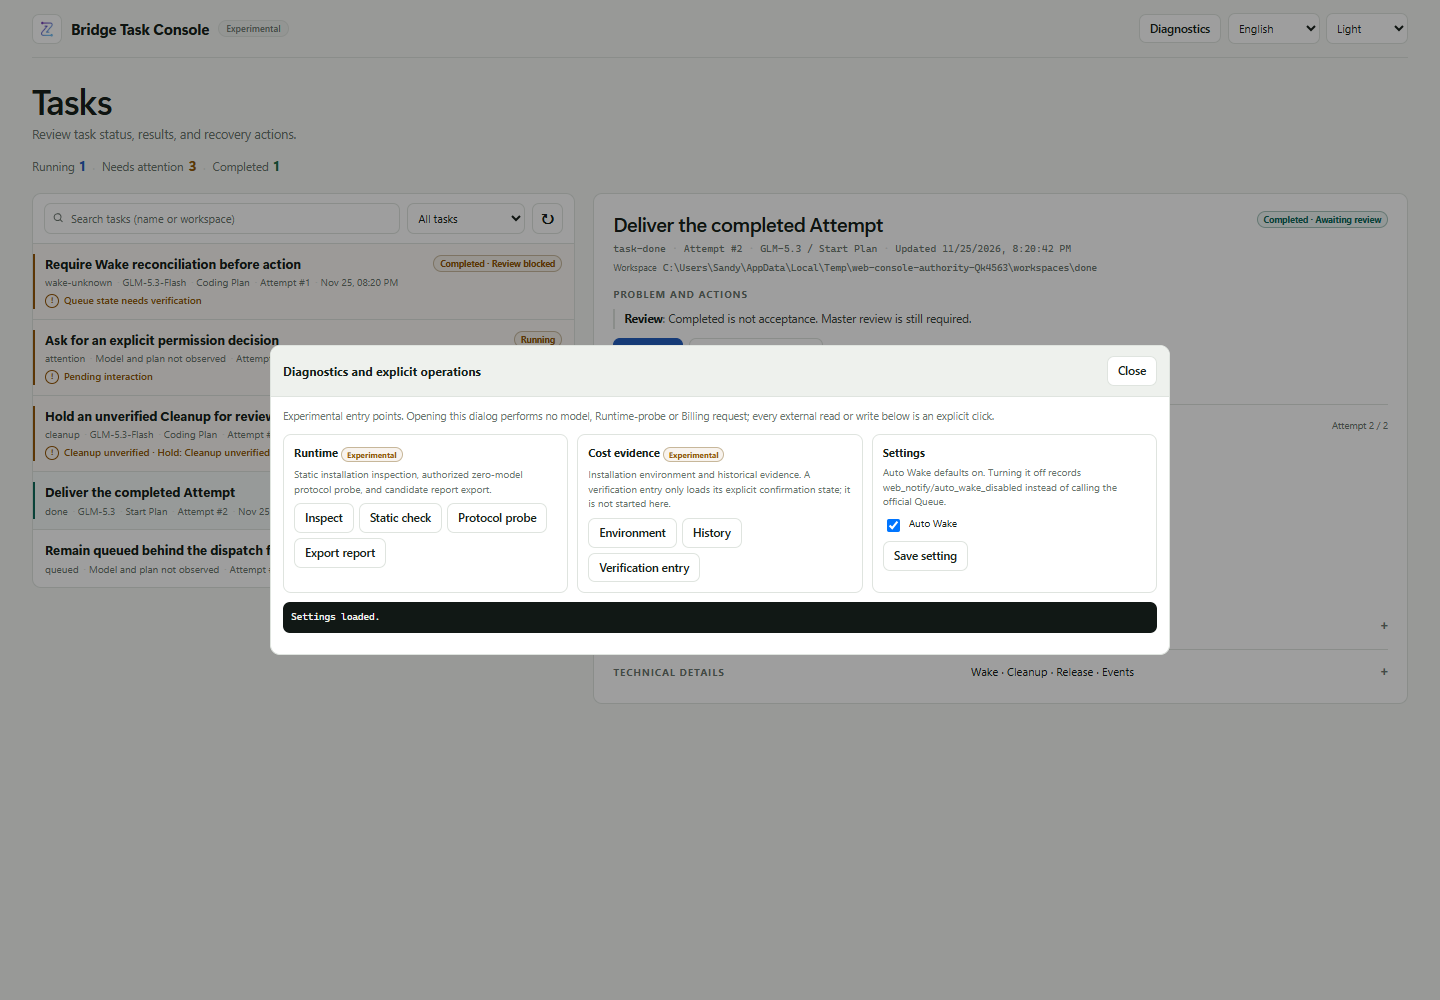 Bridge Task Console Experimental
Diagnostics English Light
Tasks
Review task status, results, and recovery actions.
Running 1 · Needs attention 3 · Completed 1
Search tasks (name or workspace) All tasks ↻
Require Wake reconciliation before action Completed · Review blocked
wake-unknown · GLM-5.3-Flash · Coding Plan · Attempt #1 · Nov 25, 08:20 PM
! Queue state needs verification
Ask for an explicit permission decision Running
attention · Model and plan not observed · Attemp
! Pending interaction
Hold an unverified Cleanup for review
cleanup · GLM-5.3-Flash · Coding Plan · Attempt #
! Cleanup unverified · Hold: Cleanup unverified
Deliver the completed Attempt
done · GLM-5.3 · Start Plan · Attempt #2 · Nov 25
Remain queued behind the dispatch f
queued · Model and plan not observed · Attempt #
Deliver the completed Attempt Completed · Awaiting review
task-done · Attempt #2 · GLM-5.3 / Start Plan · Updated 11/25/2026, 8:20:42 PM
Workspace C:\Users\Sandy\AppData\Local\Temp\web-console-authority-Qk4563\workspaces\done
PROBLEM AND ACTIONS
Review: Completed is not acceptance. Master review is still required.
Attempt 2 / 2
+
TECHNICAL DETAILS Wake · Cleanup · Release · Events +
Diagnostics and explicit operations Close
Experimental entry points. Opening this dialog performs no model, Runtime-probe or Billing request; every external read or write below is an explicit click.
Runtime Experimental
Static installation inspection, authorized zero-model
protocol probe, and candidate report export.
Inspect Static check Protocol probe
Export report
Cost evidence Experimental
Installation environment and historical evidence. A
verification entry only loads its explicit confirmation state; it
is not started here.
Environment History
Verification entry
Settings
Auto Wake defaults on. Turning it off records
web_notify/auto_wake_disabled instead of calling the
official Queue.
Auto Wake
Save setting
Settings loaded.